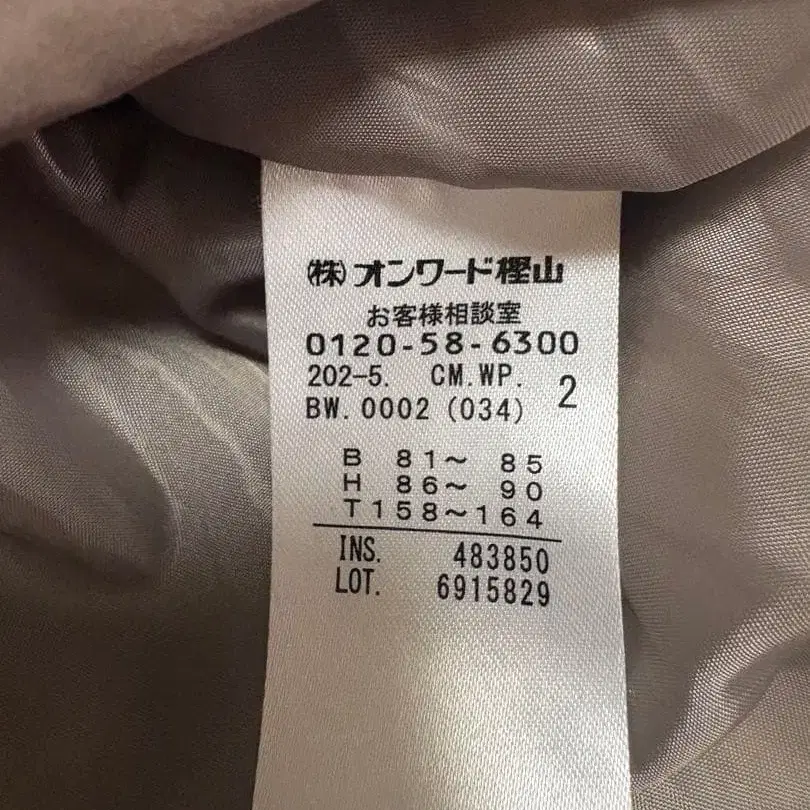 ㈱オンワード樫山
お客様相談室
0120-58-6300
202-5. CM.WP. 2
BW.0002 (034)
B 81～ 85
H 86～ 90
T158～164
INS. 483850
LOT. 6915829